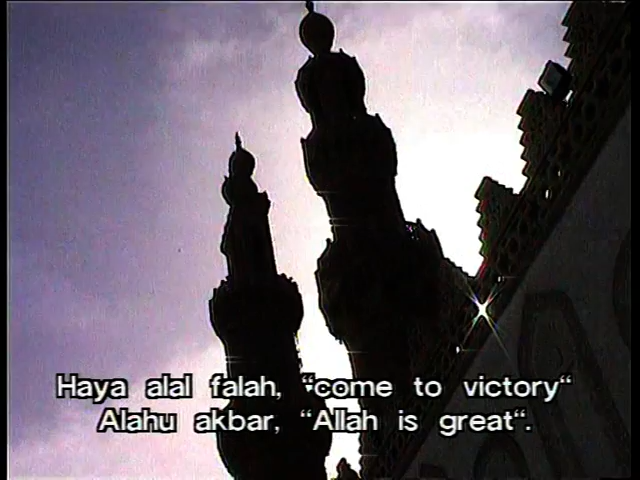 Haya alal falah, “come to victory“
Alahu akbar, “Allah is great“.